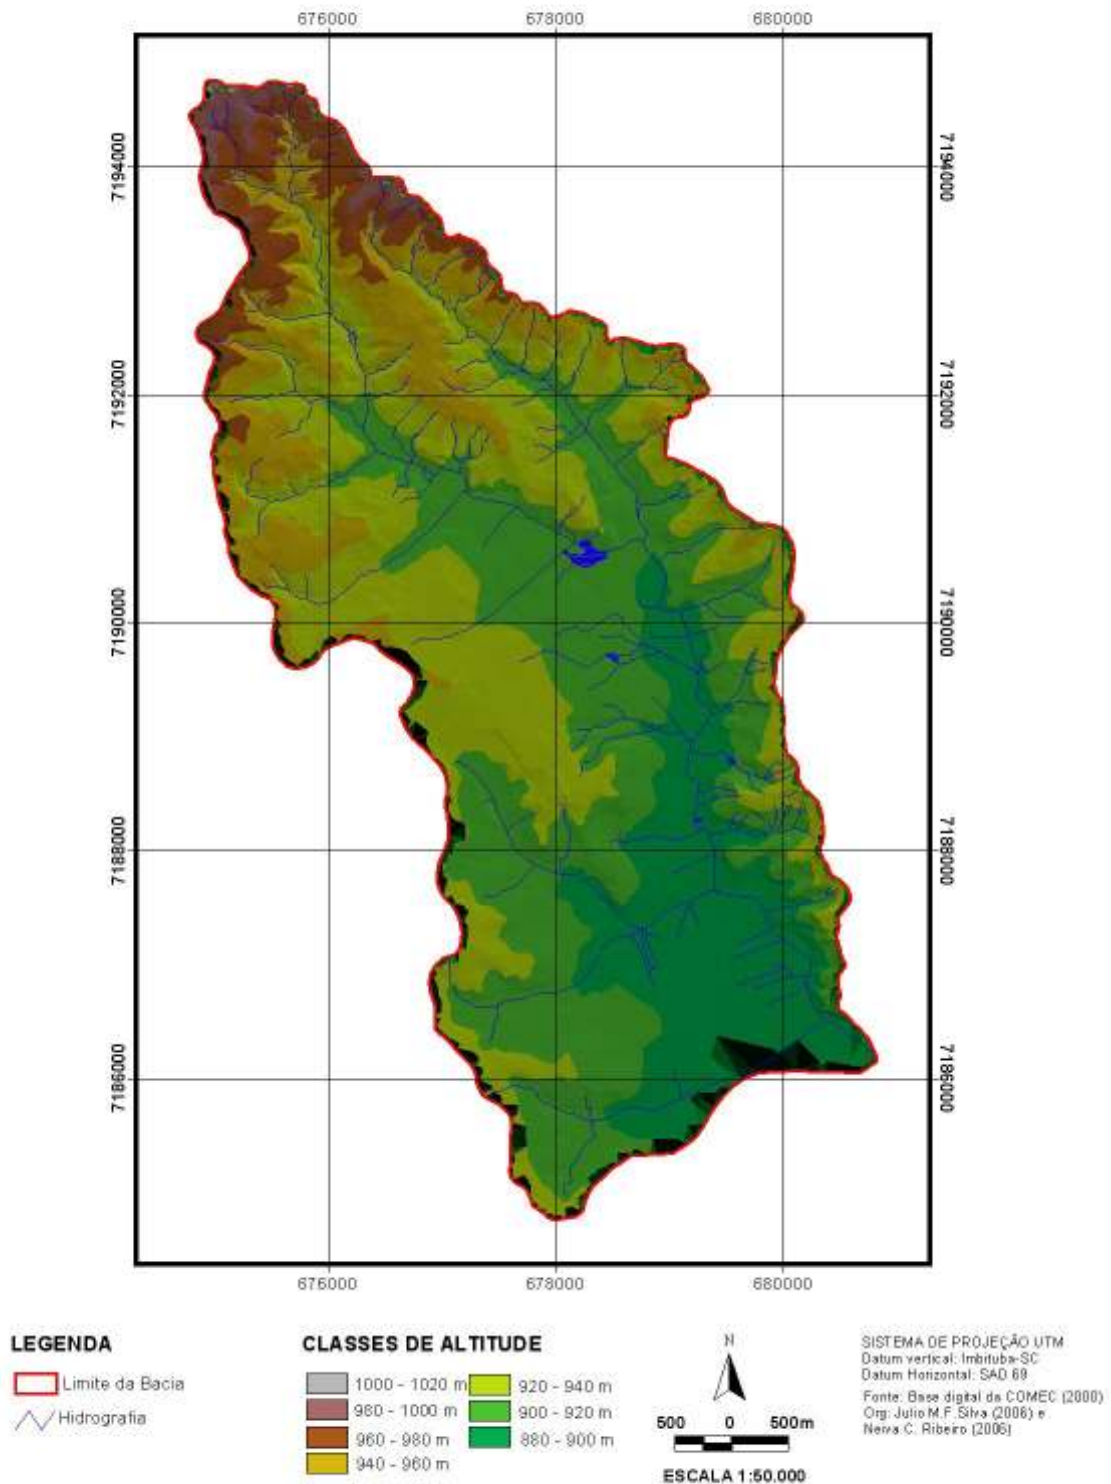 676000 678000 680000
7194000 7194000
7192000 7192000
7190000 7190000
7188000 7188000
7186000 7186000
676000 678000 680000
LEGENDA
Limite da Bacia
Hidrografia
CLASSES DE ALTITUDE
1000 - 1020 m
980 - 1000 m
960 - 980 m
940 - 960 m
920 - 940 m
900 - 920 m
880 - 900 m
N
500 0 500m
ESCALA 1:50.000
SISTEMA DE PROJEÇÃO UTM
Datum vertical: Imbituba-SC
Datum Horizontal: SAD 69
Fonte: Base digital da COMEC (2000)
Org: Julio M.F. Silva (2006) e
Neiva C. Ribeiro (2006)